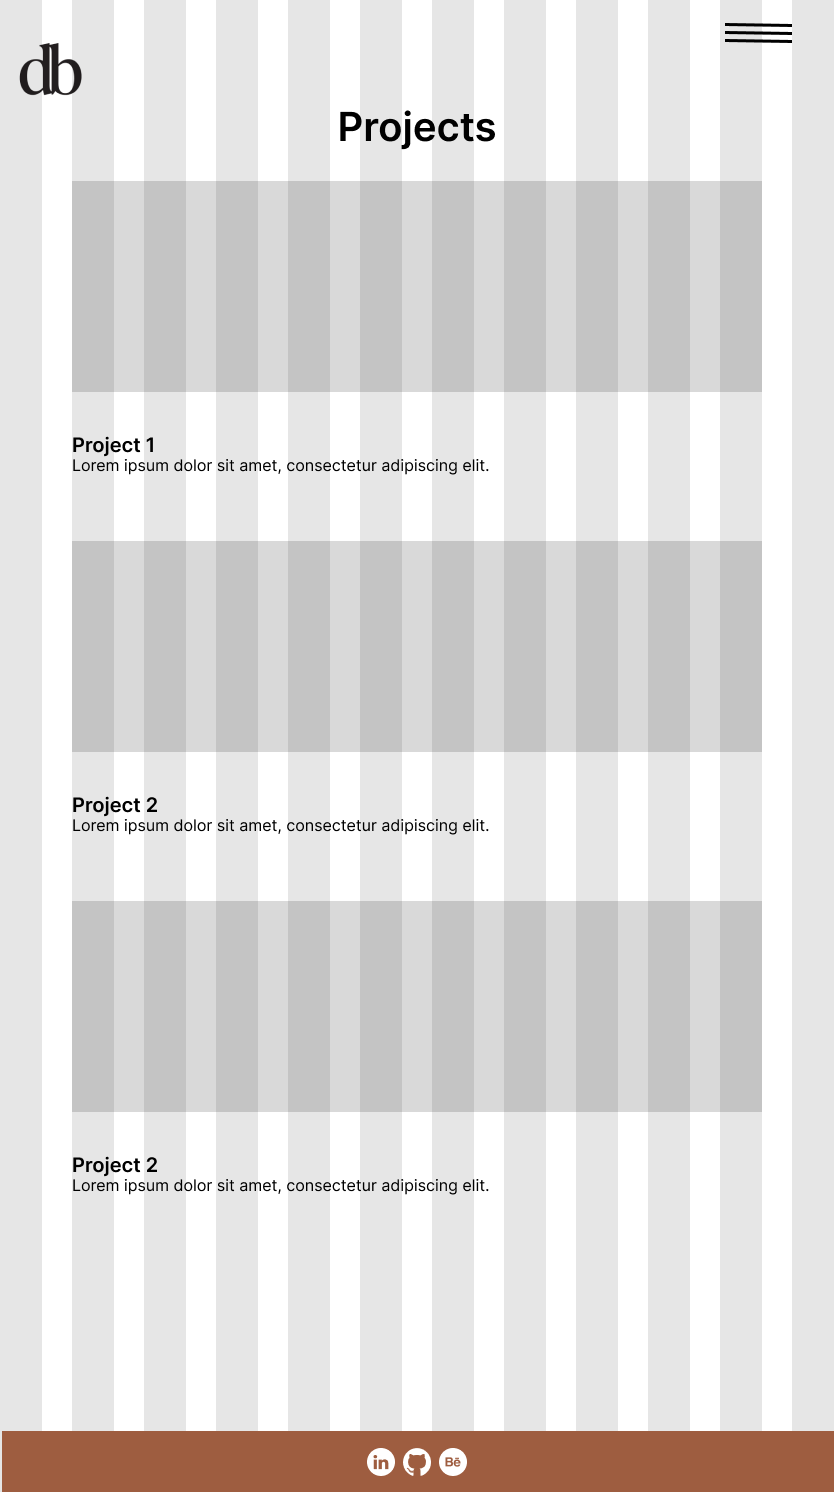 db
Projects
Project 1
Lorem ipsum dolor sit amet, consectetur adipiscing elit.
Project 2
Lorem ipsum dolor sit amet, consectetur adipiscing elit.
Project 2
Lorem ipsum dolor sit amet, consectetur adipiscing elit.
in Bē